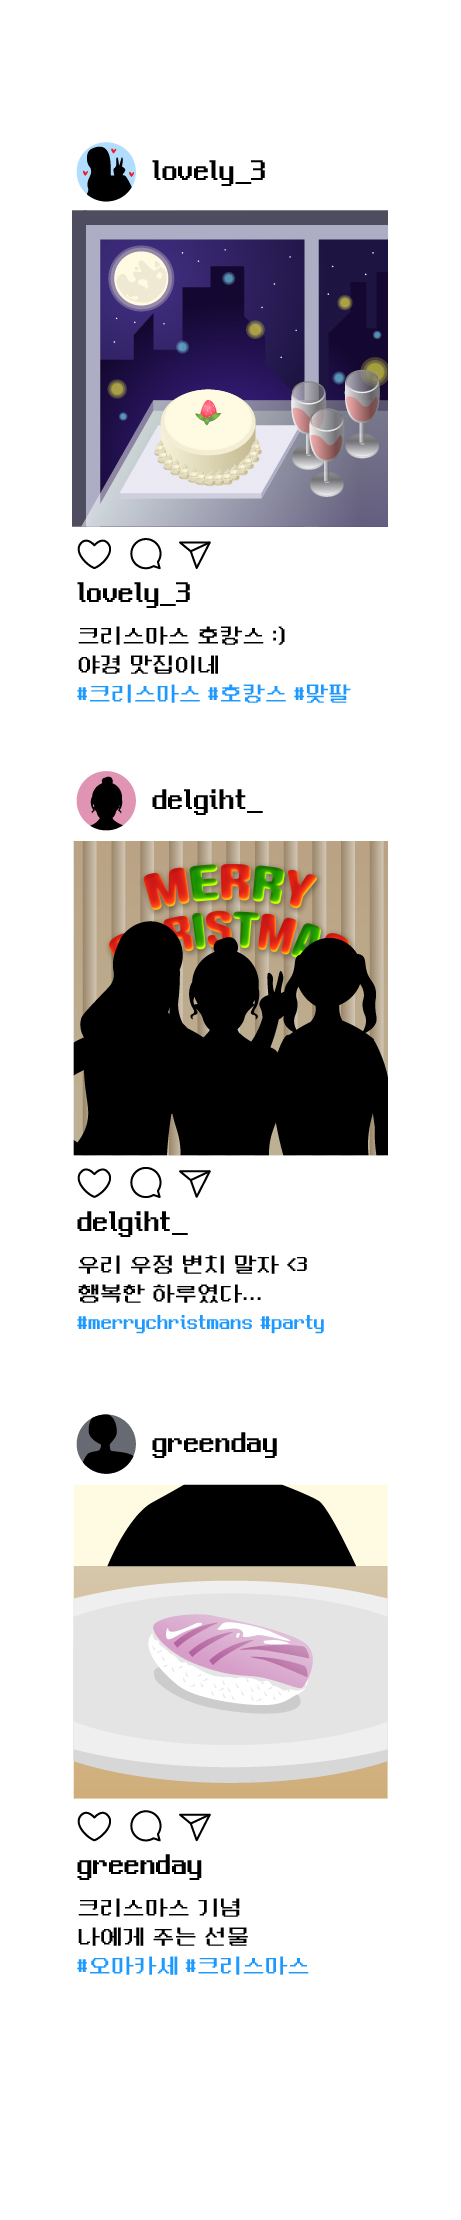 lovely_3
lovely_3
크리스마스 호캉스 :)
야경 맛집이네
#크리스마스 #호캉스 #맞팔
delgiht_
MERRY
CHRISTMAS
delgiht_
우리 우정 변치 말자 <3
행복한 하루였다...
#merrychristmans #party
greenday
greenday
크리스마스 기념
나에게 주는 선물
#오마카세 #크리스마스